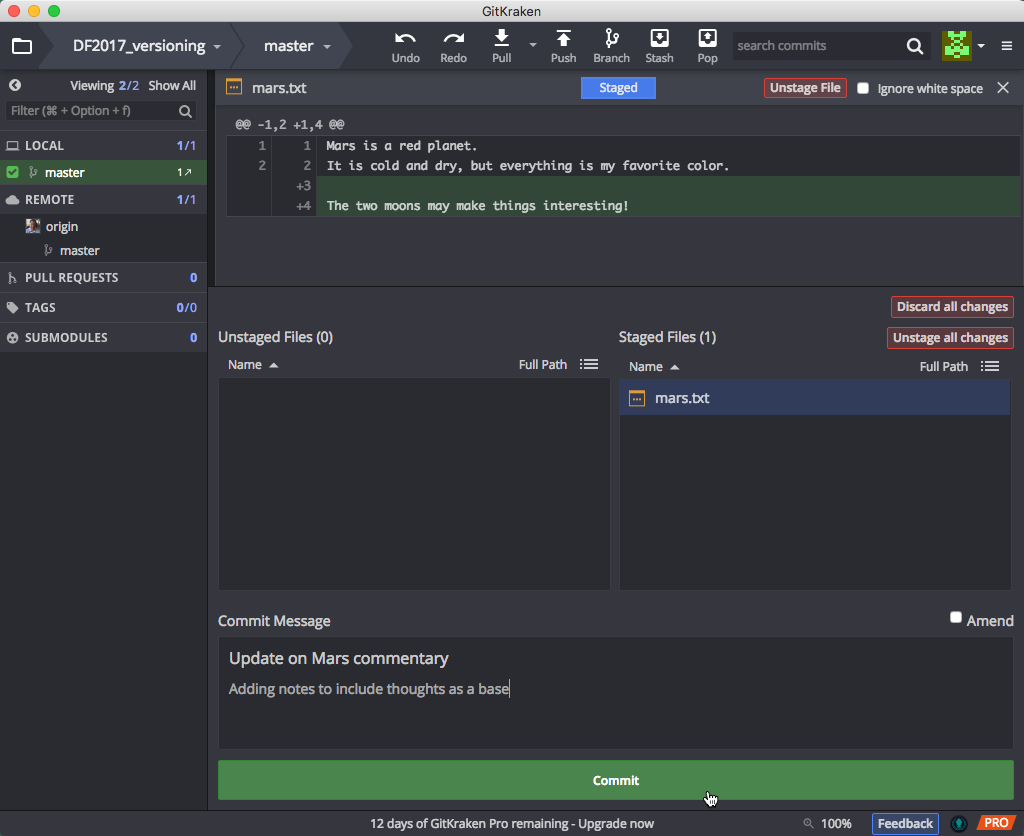 GitKraken
DF2017_versioning
master
Undo
Redo
Pull
Push
Branch
Stash
Pop
search commits
Viewing 2/2 Show All
Filter (⌘ + Option + f)
LOCAL 1/1
master 1↗
REMOTE 1/1
origin
master
PULL REQUESTS 0
TAGS 0/0
SUBMODULES 0
mars.txt
Staged
Unstage File
Ignore white space
@@ -1,2 +1,4 @@
1 1 Mars is a red planet.
2 2 It is cold and dry, but everything is my favorite color.
+3
+4 The two moons may make things interesting!
Discard all changes
Unstaged Files (0)
Name Full Path
Staged Files (1)
Unstage all changes
Name Full Path
mars.txt
Commit Message
Amend
Update on Mars commentary
Adding notes to include thoughts as a base
Commit
12 days of GitKraken Pro remaining - Upgrade now
100%
Feedback
PRO